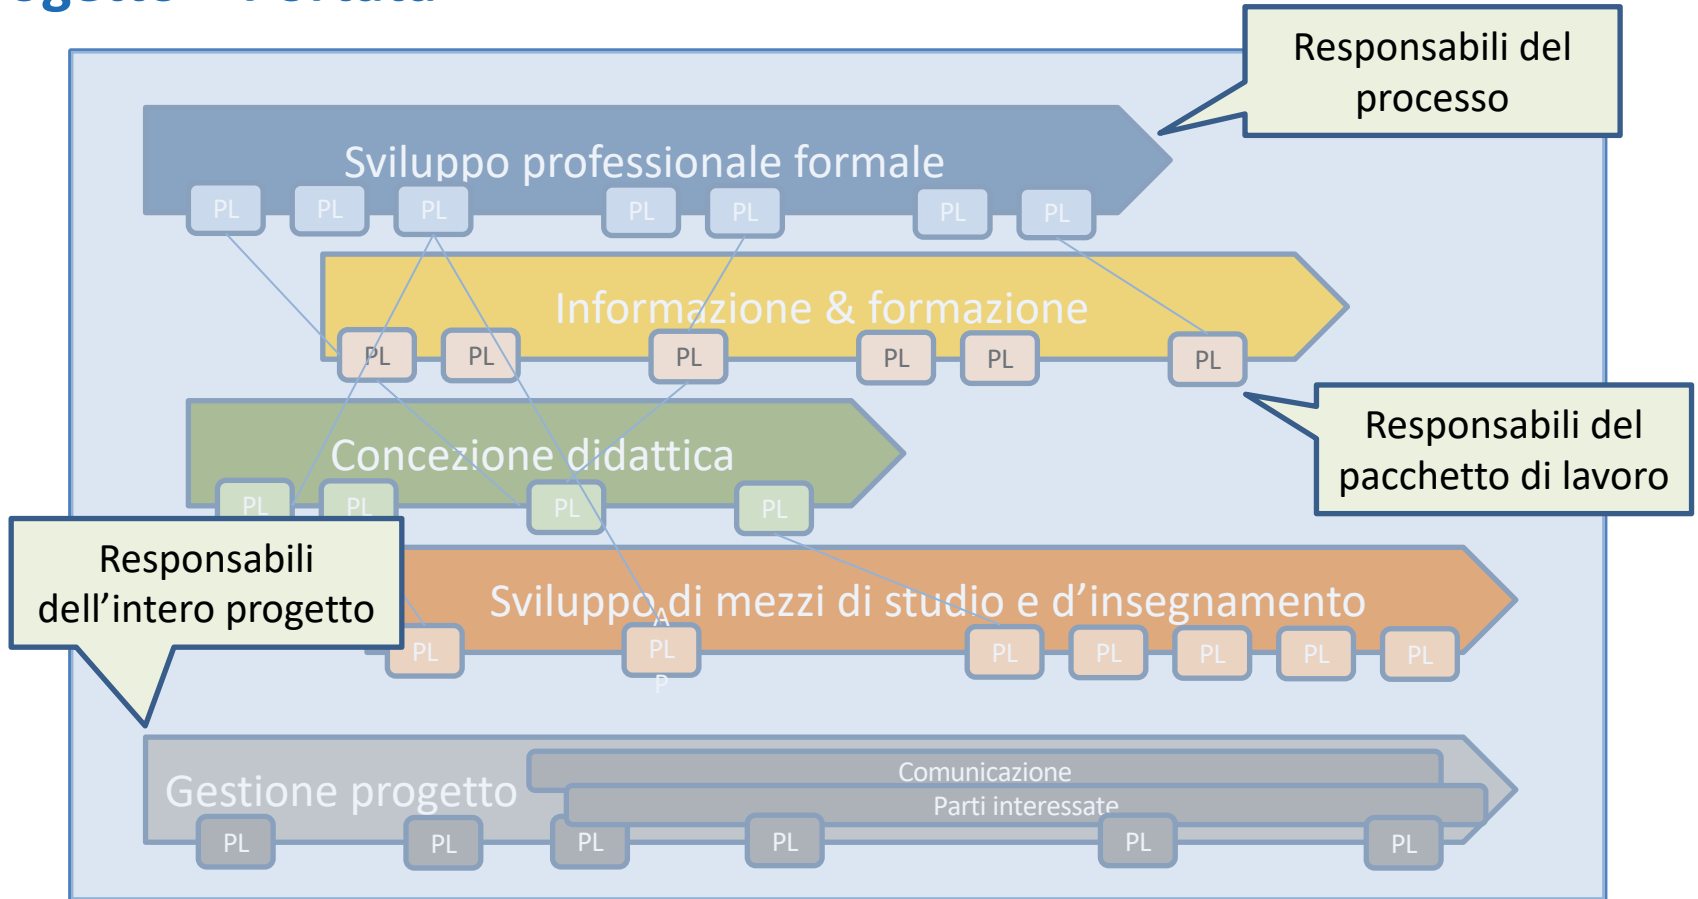 Portata
Responsabili del
processo
Sviluppo professionale formale
PL PL PL PL PL PL PL
Informazione & formazione
PL PL PL PL PL PL
Responsabili del
pacchetto di lavoro
Concezione didattica
PL PL PL PL
Responsabili
dell’intero progetto
Sviluppo di mezzi di studio e d’insegnamento
A
PL PL PL PL PL PL PL
P
Gestione progetto
Comunicazione
Parti interessate
PL PL PL PL PL PL